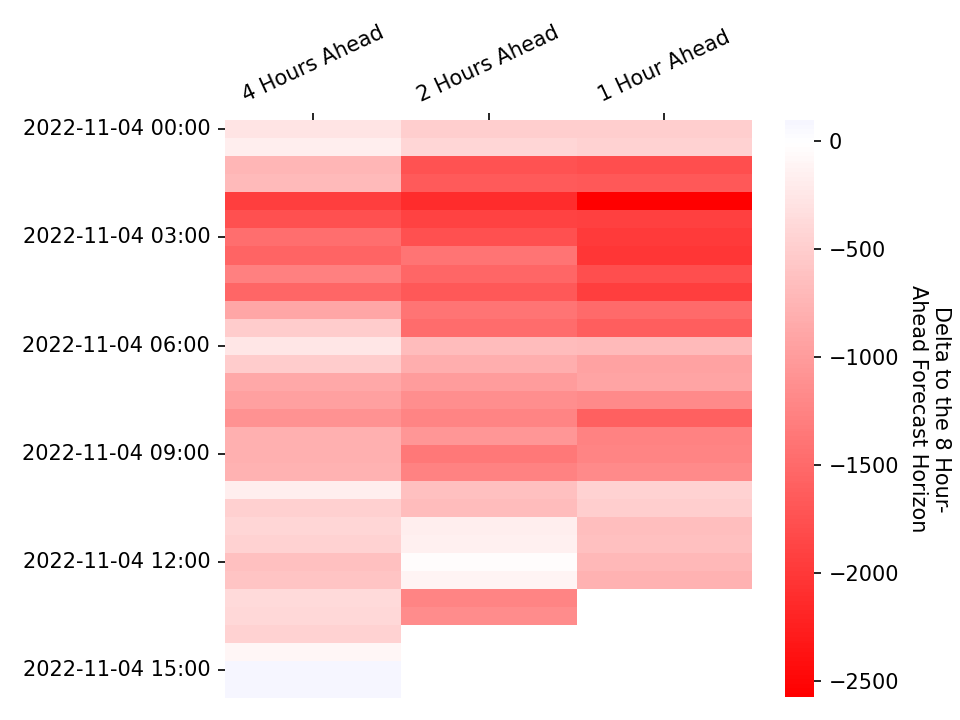 4 Hours Ahead
2 Hours Ahead
1 Hour Ahead
2022-11-04 00:00
2022-11-04 03:00
2022-11-04 06:00
2022-11-04 09:00
2022-11-04 12:00
2022-11-04 15:00
0
−500
−1000
−1500
−2000
−2500
Delta to the 8 Hour-
Ahead Forecast Horizon